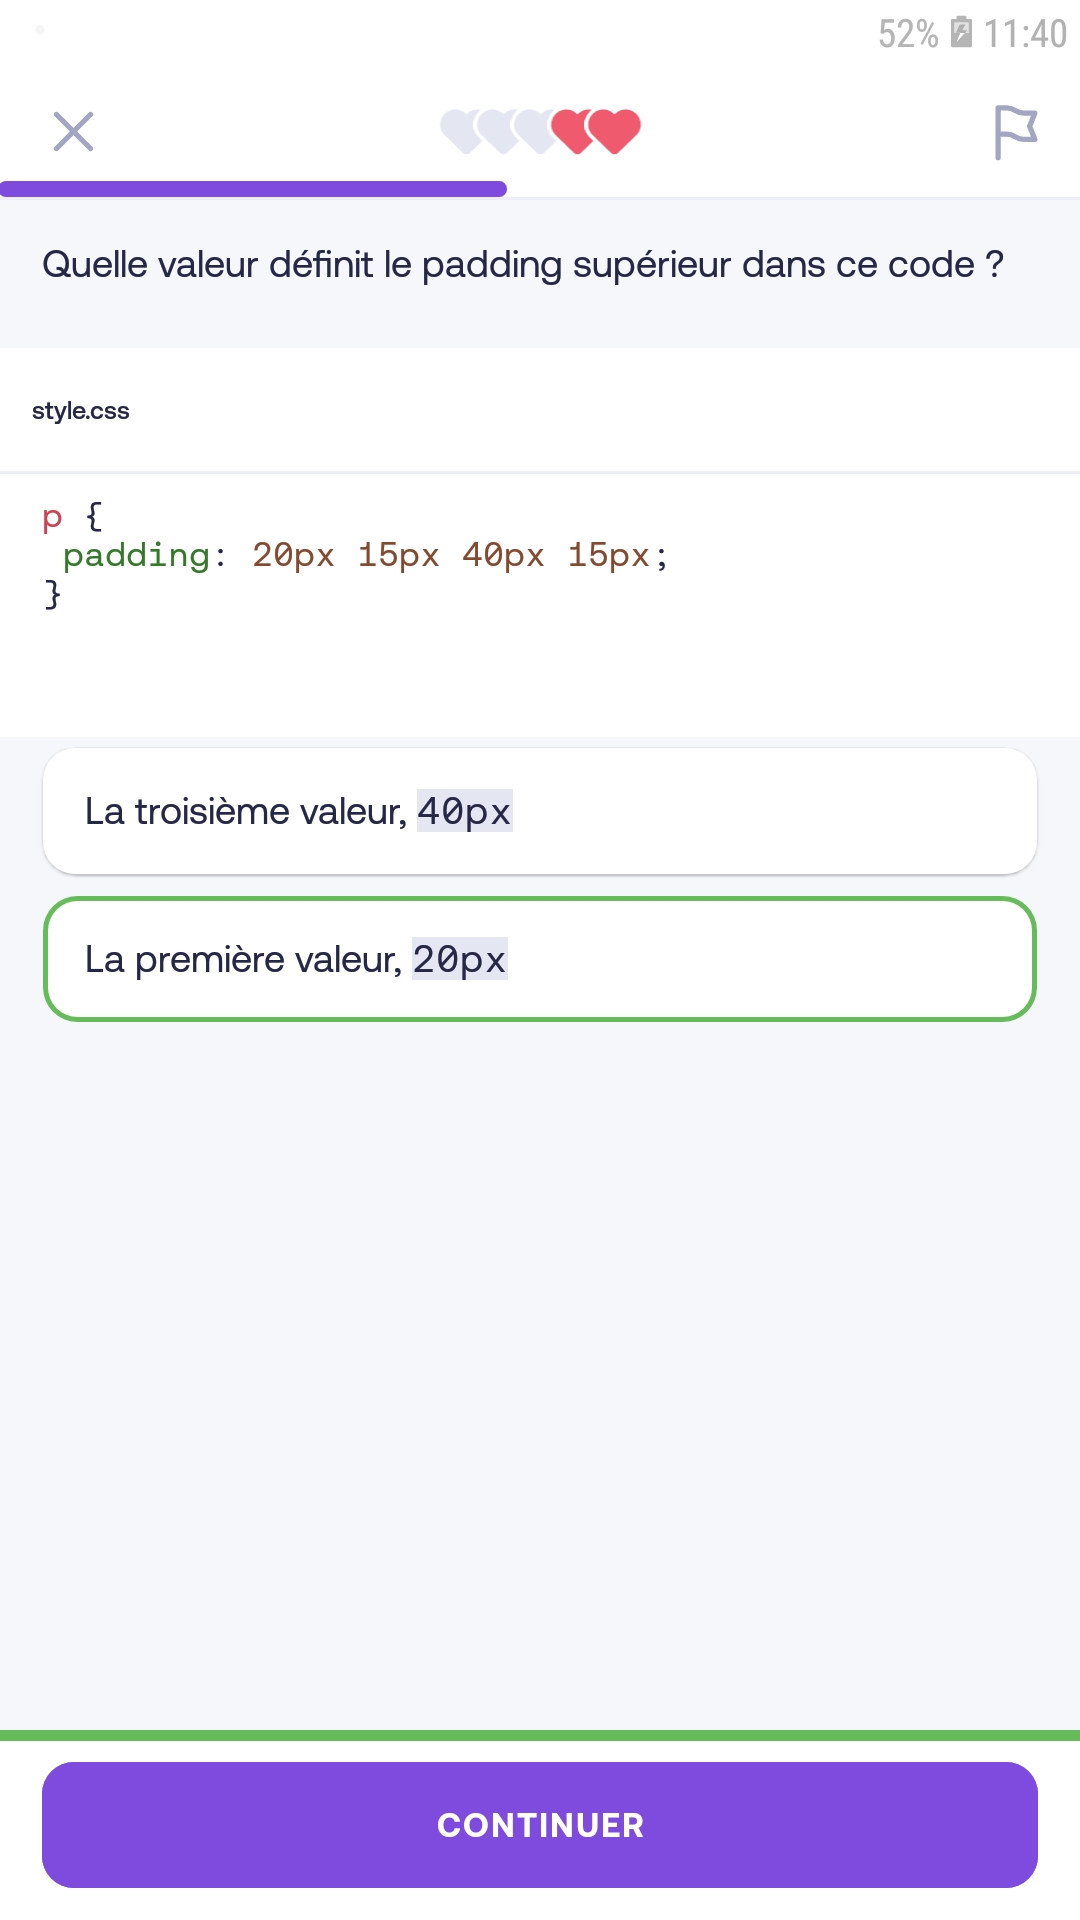 52% 11:40
Quelle valeur définit le padding supérieur dans ce code ?
style.css
p {
 padding: 20px 15px 40px 15px;
}
La troisième valeur, 40px
La première valeur, 20px
CONTINUER